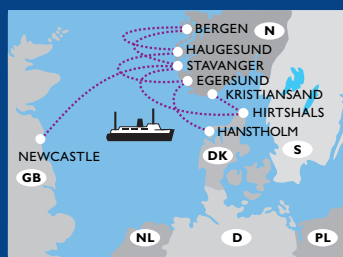 BERGEN
N
HAUGESUND
STAVANGER
EGERSUND
KRISTIANSAND
HIRTSHALS
HANSTHOLM
NEWCASTLE
DK
S
GB
NL
D
PL